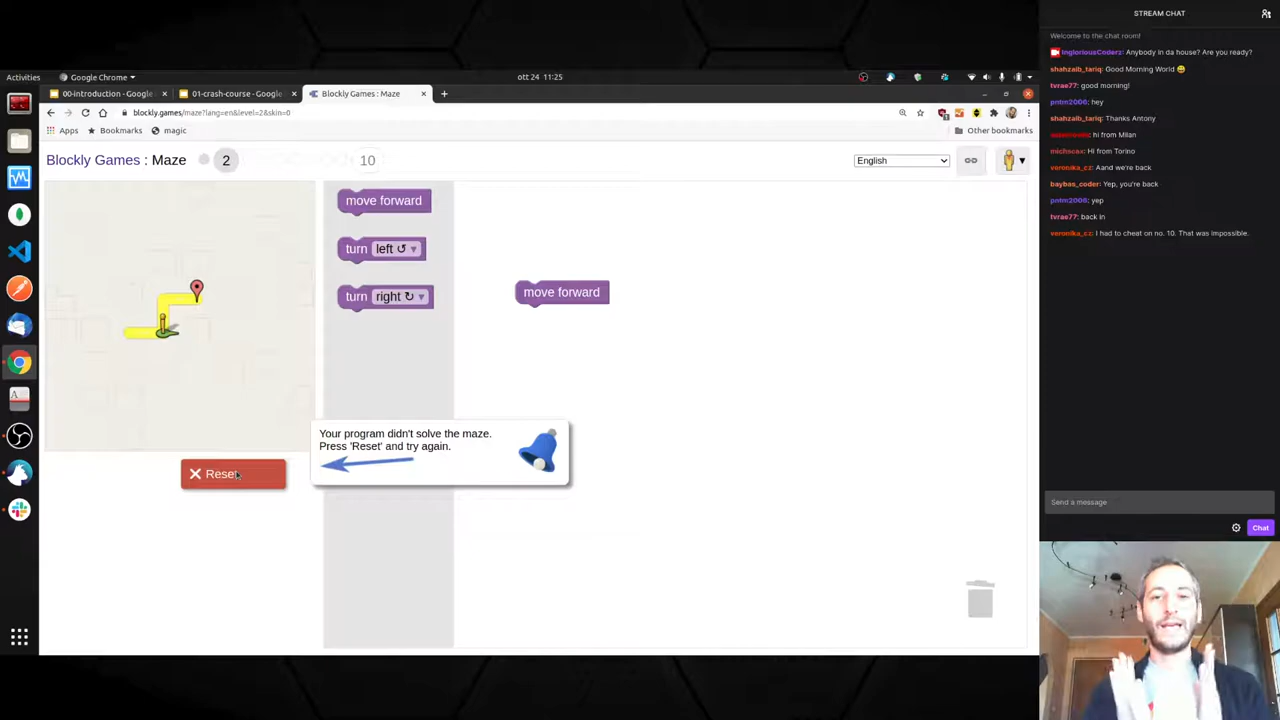 STREAM CHAT
Welcome to the chat room!
IngloriousCoderz: Anybody in da house? Are you ready?
shahzaib_tariq: Good Morning World 😄
tvrae77: good morning!
pntm2006: hey
shahzaib_tariq: Thanks Antony
hi from Milan
Hi from Torino
veronika_cz: Aand we're back
baybas_coder: Yep, you're back
pntm2006: yep
tvrae77: back in
veronika_cz: I had to cheat on no. 10. That was impossible.
Send a message
Chat
Activities
Google Chrome ▾
ott 24 11:25
00-introduction - Google
01-crash-course - Google
Blockly Games : Maze
blockly.games/maze?lang=en&level=2&skin=0
Apps
Bookmarks
magic
Other bookmarks
Blockly Games : Maze
2
10
English
move forward
turn left ↺ ▾
turn right ↻ ▾
move forward
Your program didn't solve the maze.
Press 'Reset' and try again.
Reset